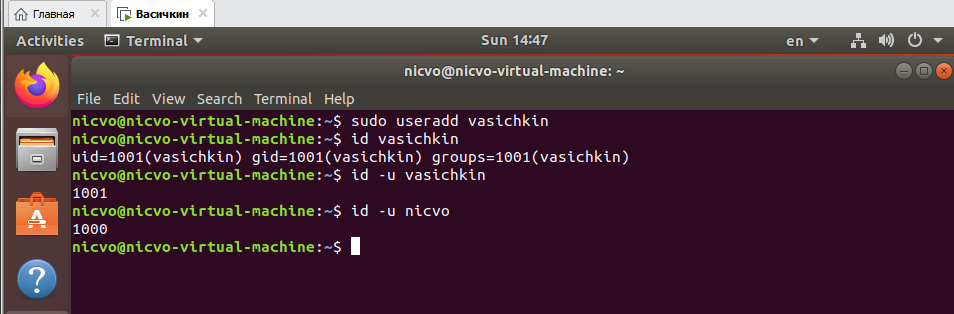 Главная
Васичкин
Activities Terminal Sun 14:47 en
nicvo@nicvo-virtual-machine: ~
File Edit View Search Terminal Help
nicvo@nicvo-virtual-machine:~$ sudo useradd vasichkin
nicvo@nicvo-virtual-machine:~$ id vasichkin
uid=1001(vasichkin) gid=1001(vasichkin) groups=1001(vasichkin)
nicvo@nicvo-virtual-machine:~$ id -u vasichkin
1001
nicvo@nicvo-virtual-machine:~$ id -u nicvo
1000
nicvo@nicvo-virtual-machine:~$